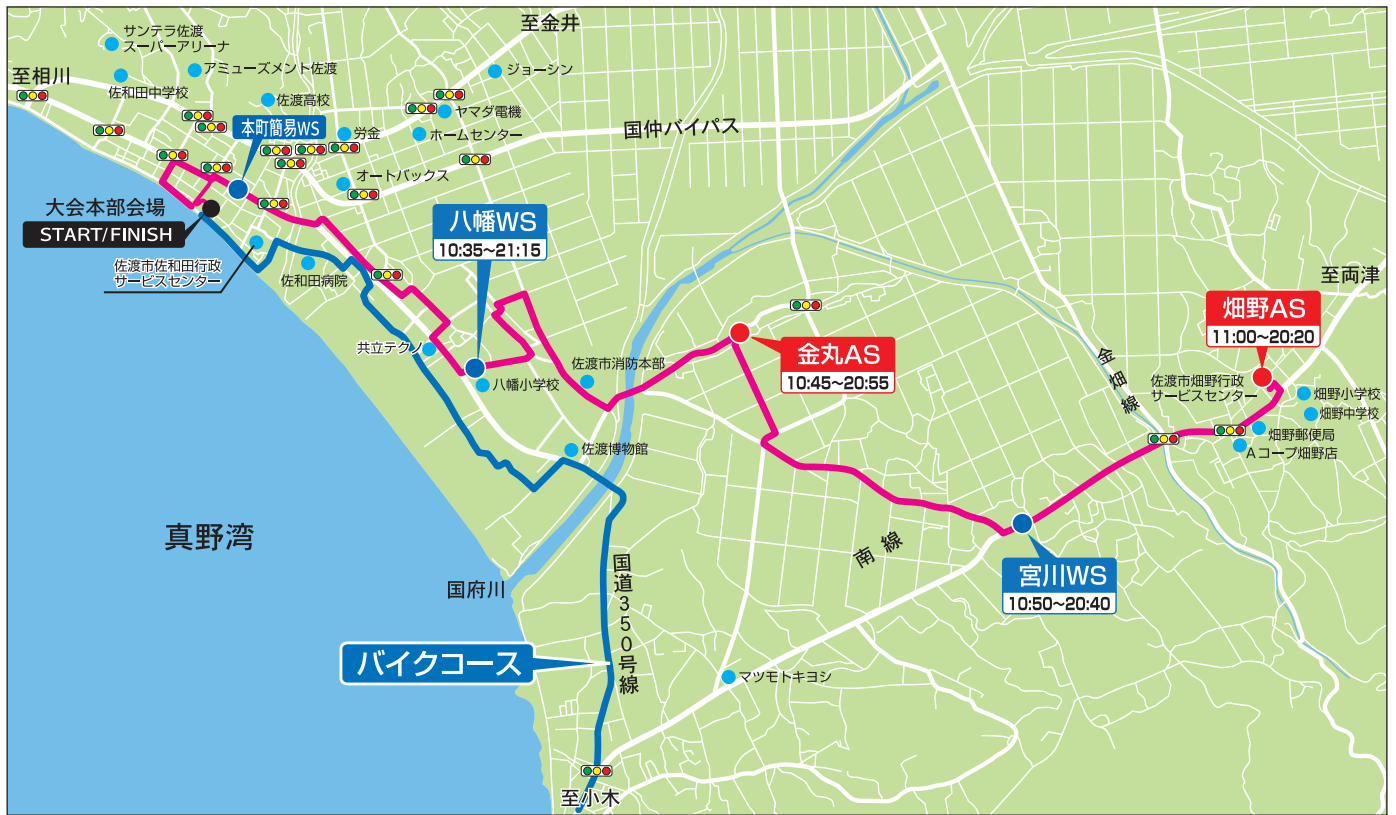 サンテラ佐渡
スーパーアリーナ
至金井
至相川
アミューズメント佐渡
ジョーシン
佐和田中学校
佐渡高校
ヤマダ電機
本町簡易WS
労金
ホームセンター
国仲バイパス
オートバックス
大会本部会場
START/FINISH
八幡WS
10:35~21:15
佐渡市佐和田行政
サービスセンター
佐和田病院
至両津
畑野AS
11:00~20:20
共立テクノ
金丸AS
10:45~20:55
佐渡市消防本部
金畑線
佐渡市畑野行政
サービスセンター
八幡小学校
畑野小学校
畑野中学校
畑野郵便局
Aコープ畑野店
佐渡博物館
真野湾
南線
国府川
国道350号線
宮川WS
10:50~20:40
バイクコース
マツモトキヨシ
至小木